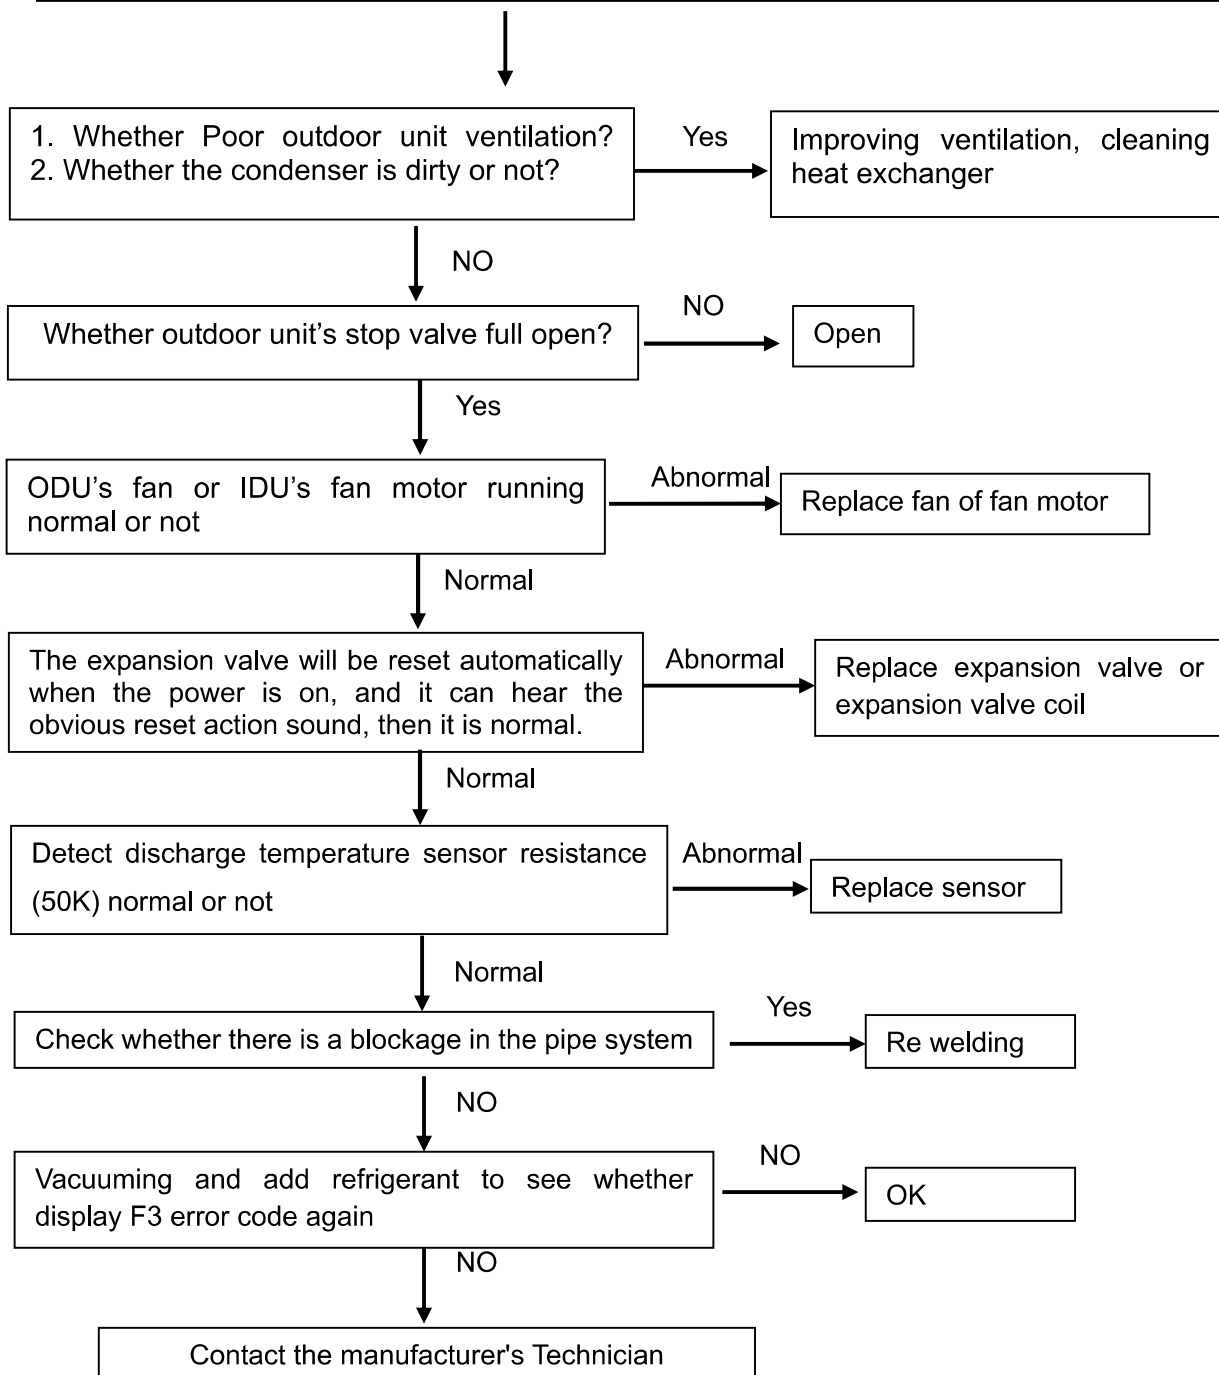 1. Whether Poor outdoor unit ventilation?
2. Whether the condenser is dirty or not?
Yes
Improving ventilation, cleaning
heat exchanger
NO
Whether outdoor unit's stop valve full open?
NO
Open
Yes
ODU's fan or IDU's fan motor running
normal or not
Abnormal
Replace fan of fan motor
Normal
The expansion valve will be reset automatically
when the power is on, and it can hear the
obvious reset action sound, then it is normal.
Abnormal
Replace expansion valve or
expansion valve coil
Normal
Detect discharge temperature sensor resistance
(50K) normal or not
Abnormal
Replace sensor
Normal
Check whether there is a blockage in the pipe system
Yes
Re welding
NO
Vacuuming and add refrigerant to see whether
display F3 error code again
NO
OK
NO
Contact the manufacturer's Technician